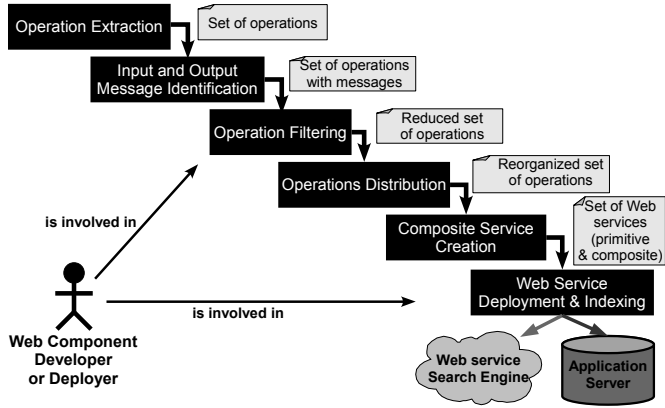 Operation Extraction
Set of operations
Input and Output
Message Identification
Set of operations
with messages
Operation Filtering
Reduced set
of operations
Operations Distribution
Reorganized set
of operations
Composite Service
Creation
Set of Web
services
(primitive
& composite)
Web Service
Deployment & Indexing
is involved in
is involved in
Web Component
Developer
or Deployer
Web service
Search Engine
Application
Server